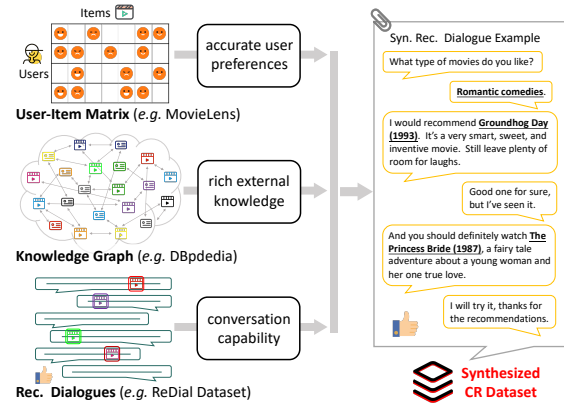 Items
Users
User-Item Matrix (e.g. MovieLens)
accurate user
preferences
Knowledge Graph (e.g. DBpdedia)
rich external
knowledge
Rec. Dialogues (e.g. ReDial Dataset)
conversation
capability
Syn. Rec. Dialogue Example
What type of movies do you like?
Romantic comedies.
I would recommend Groundhog Day
(1993). It's a very smart, sweet, and
inventive movie. Still leave plenty of
room for laughs.
Good one for sure,
but I've seen it.
And you should definitely watch The
Princess Bride (1987), a fairy tale
adventure about a young woman and
her one true love.
I will try it, thanks for
the recommendations.
Synthesized
CR Dataset